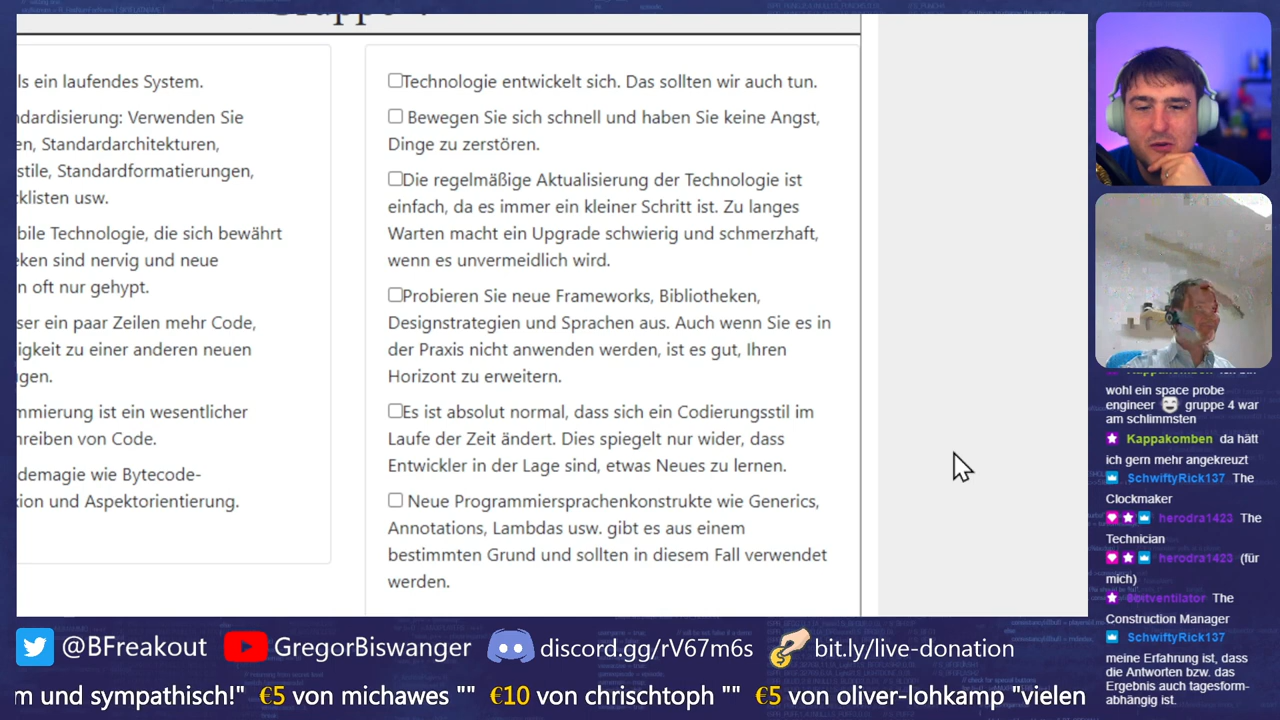 ls ein laufendes System.
ndardisierung: Verwenden Sie
en, Standardarchitekturen,
stile, Standardformatierungen,
klisten usw.
bile Technologie, die sich bewährt
eken sind nervig und neue
n oft nur gehypt.
ser ein paar Zeilen mehr Code,
igkeit zu einer anderen neuen
gen.
mmierung ist ein wesentlicher
hreiben von Code.
demagie wie Bytecode-
xion und Aspektorientierung.
Technologie entwickelt sich. Das sollten wir auch tun.
Bewegen Sie sich schnell und haben Sie keine Angst,
Dinge zu zerstören.
Die regelmäßige Aktualisierung der Technologie ist
einfach, da es immer ein kleiner Schritt ist. Zu langes
Warten macht ein Upgrade schwierig und schmerzhaft,
wenn es unvermeidlich wird.
Probieren Sie neue Frameworks, Bibliotheken,
Designstrategien und Sprachen aus. Auch wenn Sie es in
der Praxis nicht anwenden werden, ist es gut, Ihren
Horizont zu erweitern.
Es ist absolut normal, dass sich ein Codierungsstil im
Laufe der Zeit ändert. Dies spiegelt nur wider, dass
Entwickler in der Lage sind, etwas Neues zu lernen.
Neue Programmiersprachenkonstrukte wie Generics,
Annotations, Lambdas usw. gibt es aus einem
bestimmten Grund und sollten in diesem Fall verwendet
werden.
wohl ein space probe
engineer gruppe 4 war
am schlimmsten
Kappakomben da hätt
ich gern mehr angekreuzt
SchwiftyRick137 The
Clockmaker
herodra1423 The
Technician
herodra1423 (für
mich)
8bitventilator The
Construction Manager
SchwiftyRick137
meine Erfahrung ist, dass
die Antworten bzw. das
Ergebnis auch tagesform-
abhängig ist.
@BFreakout GregorBiswanger discord.gg/rV67m6s bit.ly/live-donation
m und sympathisch!" €5 von michawes "" €10 von chrischtoph "" €5 von oliver-lohkamp "vielen